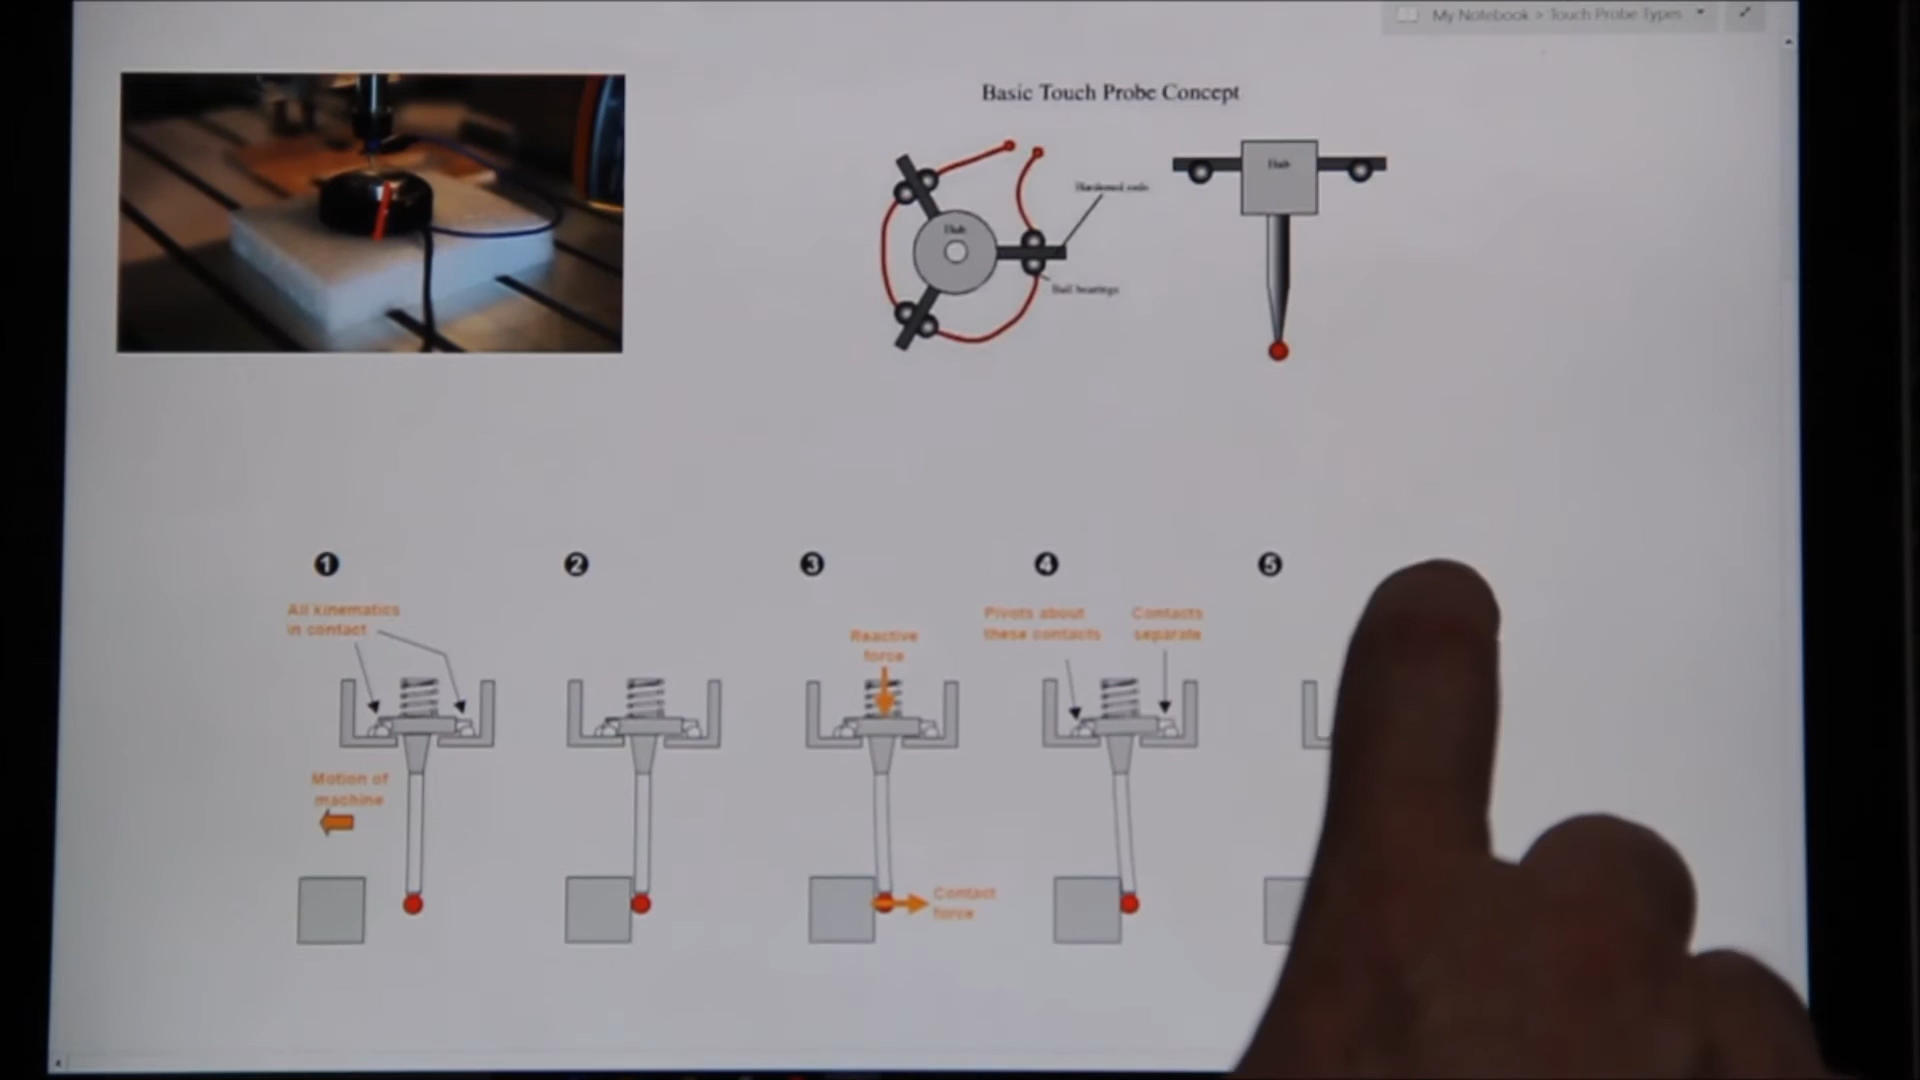 My Notebook > Touch Probe Types
Basic Touch Probe Concept
Hub
Hardened rods
Ball bearings
Hub
1
2
3
4
5
All kinematics
in contact
Motion of
machine
Reactive
force
Contact
force
Pivots about
these contacts
Contacts
separate